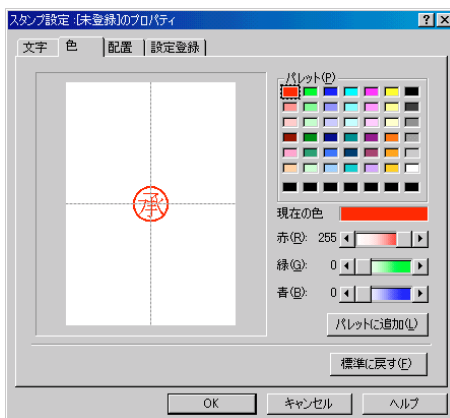 スタンプ設定 :[未登録]のプロパティ
文字 色 配置 設定登録
パレット(P)
承
現在の色
赤(R): 255
緑(G): 0
青(B): 0
パレットに追加(L)
標準に戻す(F)
OK キャンセル ヘルプ